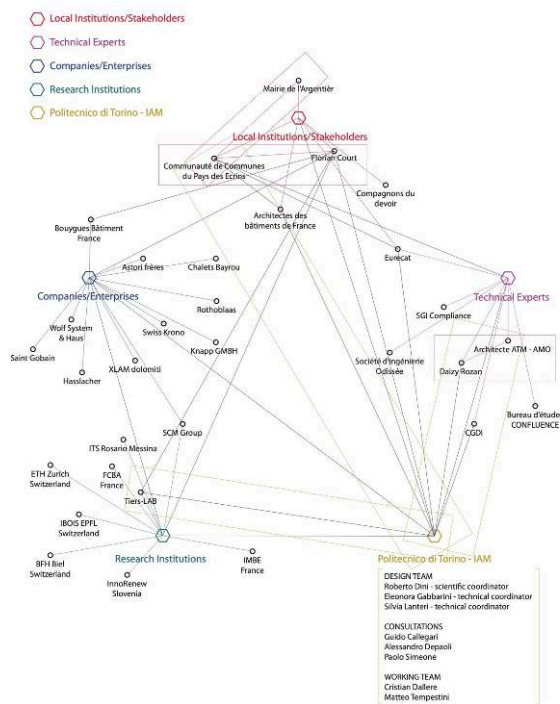 Local Institutions/Stakeholders
Technical Experts
Companies/Enterprises
Research Institutions
Politecnico di Torino - IAM
Mairie de l'Argentièr
Local Institutions/Stakeholders
Florian Court
Communauté de Communes
du Pays des Ecrins
Compagnons du
devoir
Architectes des
bâtiments de France
Bouygues Bâtiment
France
Eurecat
Astori frères
Chalets Bayrou
Companies/Enterprises
Technical Experts
Rothoblaas
SGI Compliance
Wolf System
& Haus
Swiss Krono
Saint Gobain
Knapp GMBH
Architecte ATM - AMO
XLAM dolomiti
Société d'ingénierie
Odissée
Daizy Rozan
Hasslacher
Bureau d'étude
CONFLUENCE
SCM Group
CGDI
ITS Rosario Messina
ETH Zurich
Switzerland
FCBA
France
Tiers-LAB
IBOIS EPFL
Switzerland
Research Institutions
Politecnico di Torino - IAM
BFH Biel
Switzerland
IMBE
France
InnoRenew
Slovenia
DESIGN TEAM
Roberto Dini - scientific coordinator
Eleonora Gabbarini - technical coordinator
Silvia Lanteri - technical coordinator
CONSULTATIONS
Guido Callegari
Alessandro Depaoli
Paolo Simeone
WORKING TEAM
Cristian Dallere
Matteo Tempestini